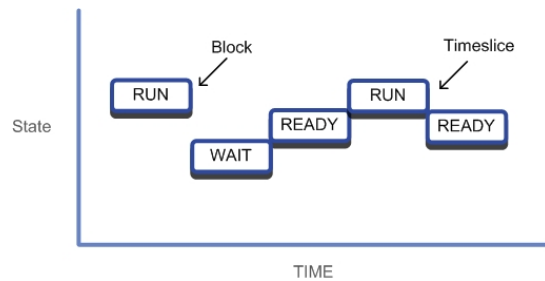 Block
Timeslice
RUN
RUN
State
READY
READY
WAIT
TIME